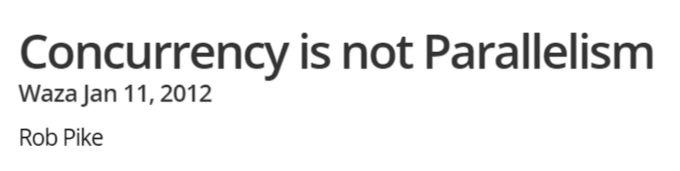 Concurrency is not Parallelism
Waza Jan 11, 2012
Rob Pike